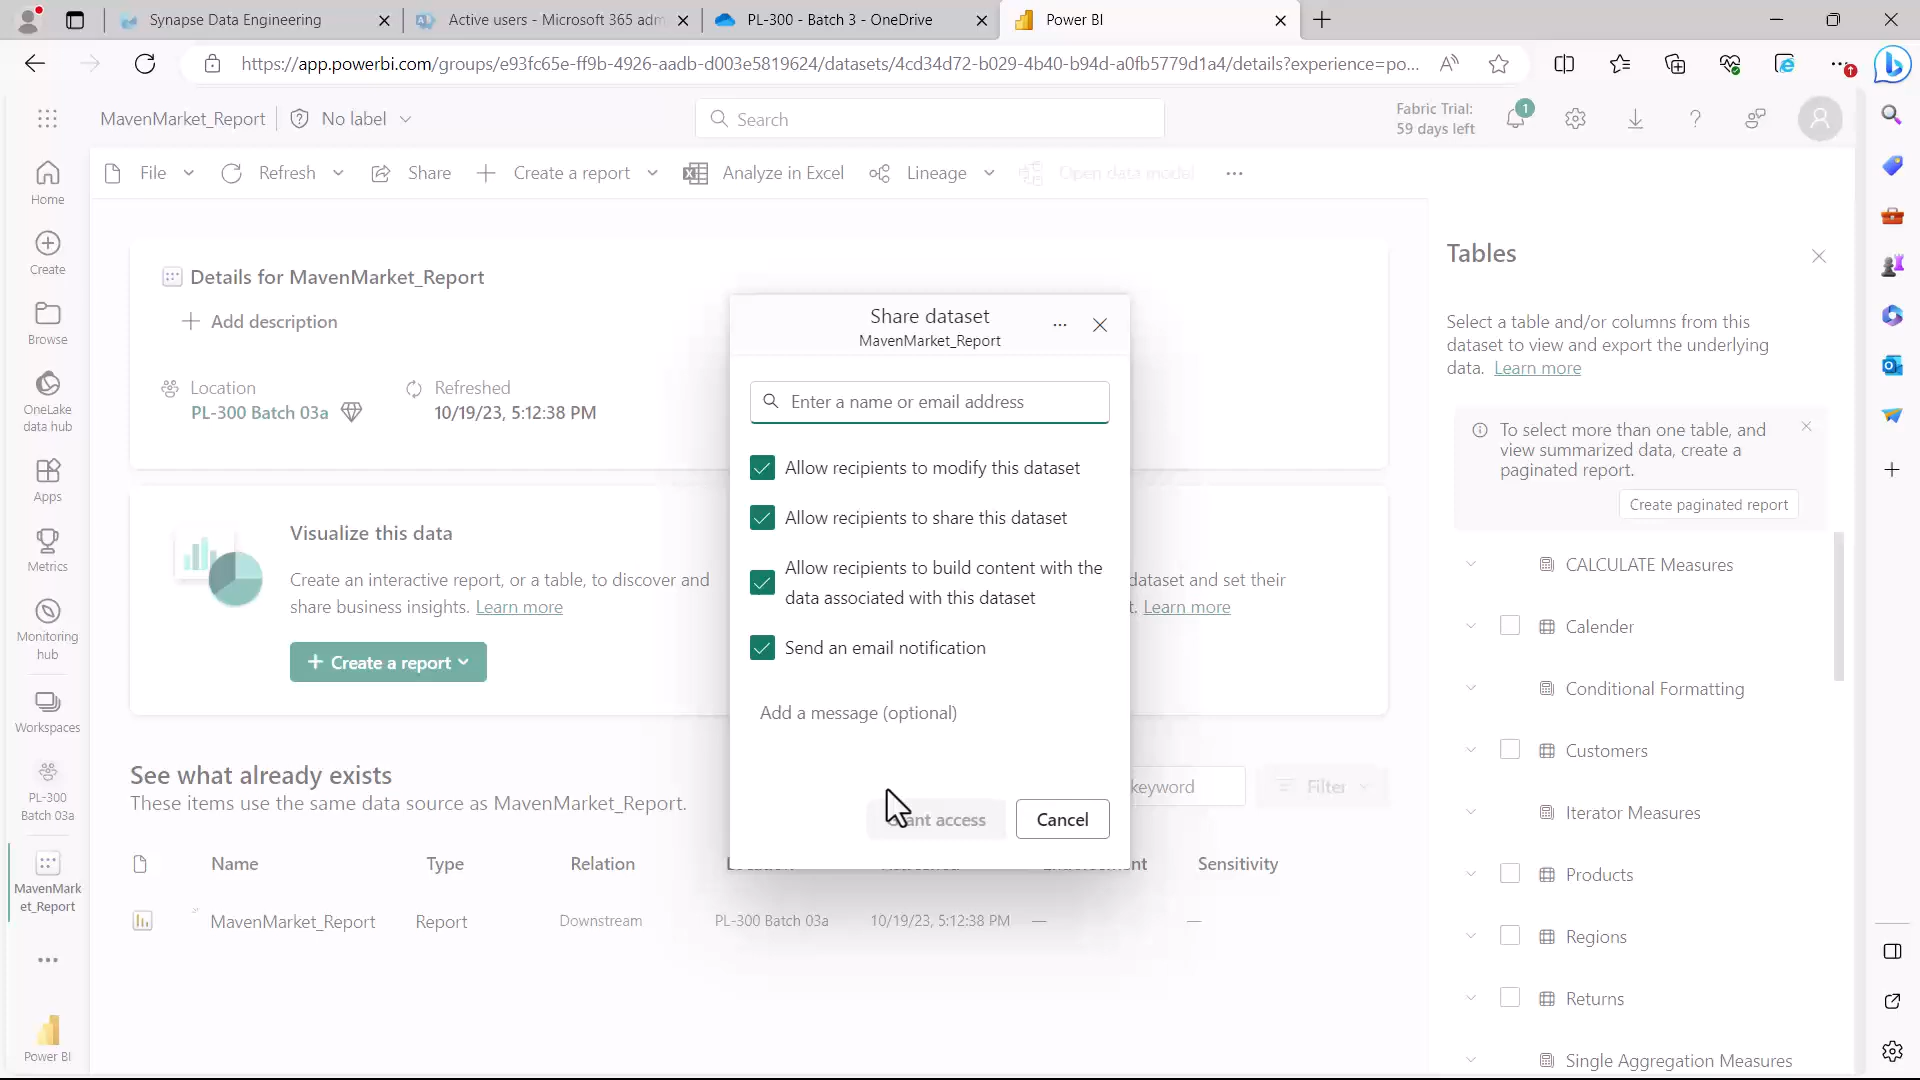 Synapse Data Engineering
Active users - Microsoft 365 adm
PL-300 - Batch 3 - OneDrive
Power BI
https://app.powerbi.com/groups/e93fc65e-ff9b-4926-aadb-d003e5819624/datasets/4cd34d72-b029-4b40-b94d-a0fb5779d1a4/details?experience=po...
MavenMarket_Report
No label
Search
Fabric Trial:
59 days left
1
File
Refresh
Share
Create a report
Analyze in Excel
Lineage
Open data model
Home
Create
Browse
OneLake
data hub
Apps
Metrics
Monitoring
hub
Workspaces
PL-300
Batch 03a
MavenMark
et_Report
Power BI
Details for MavenMarket_Report
Add description
Location
PL-300 Batch 03a
Refreshed
10/19/23, 5:12:38 PM
Visualize this data
Create an interactive report, or a table, to discover and
share business insights. Learn more
Create a report
dataset and set their
t. Learn more
See what already exists
These items use the same data source as MavenMarket_Report.
keyword
Filter
Name
Type
Relation
Sensitivity
MavenMarket_Report
Report
Downstream
PL-300 Batch 03a
10/19/23, 5:12:38 PM
—
—
Share dataset
MavenMarket_Report
Enter a name or email address
Allow recipients to modify this dataset
Allow recipients to share this dataset
Allow recipients to build content with the
data associated with this dataset
Send an email notification
Add a message (optional)
access
Cancel
Tables
Select a table and/or columns from this
dataset to view and export the underlying
data. Learn more
To select more than one table, and
view summarized data, create a
paginated report.
Create paginated report
CALCULATE Measures
Calender
Conditional Formatting
Customers
Iterator Measures
Products
Regions
Returns
Single Aggregation Measures